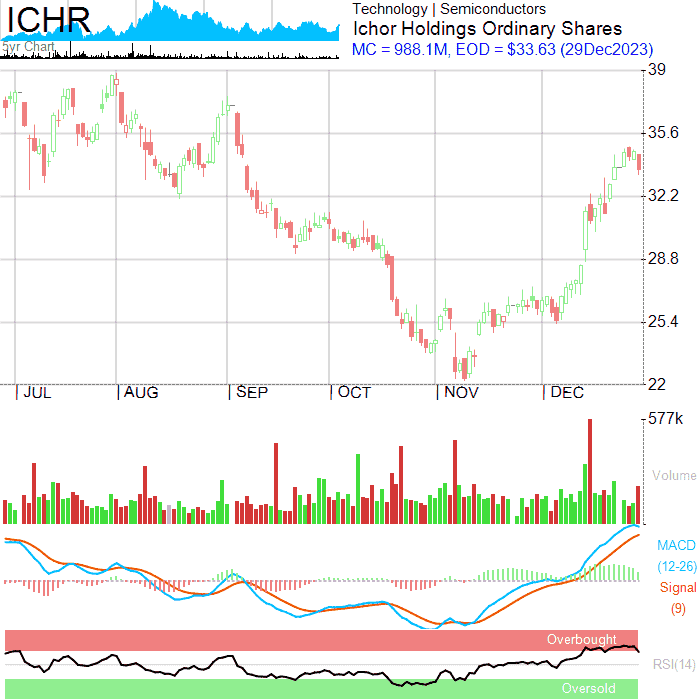 ICHR
5yr Chart
Technology | Semiconductors
Ichor Holdings Ordinary Shares
MC = 988.1M, EOD = $33.63 (29Dec2023)
39
35.6
32.2
28.8
25.4
22
JUL
AUG
SEP
OCT
NOV
DEC
577k
Volume
MACD
(12-26)
Signal
(9)
Overbought
RSI(14)
Oversold